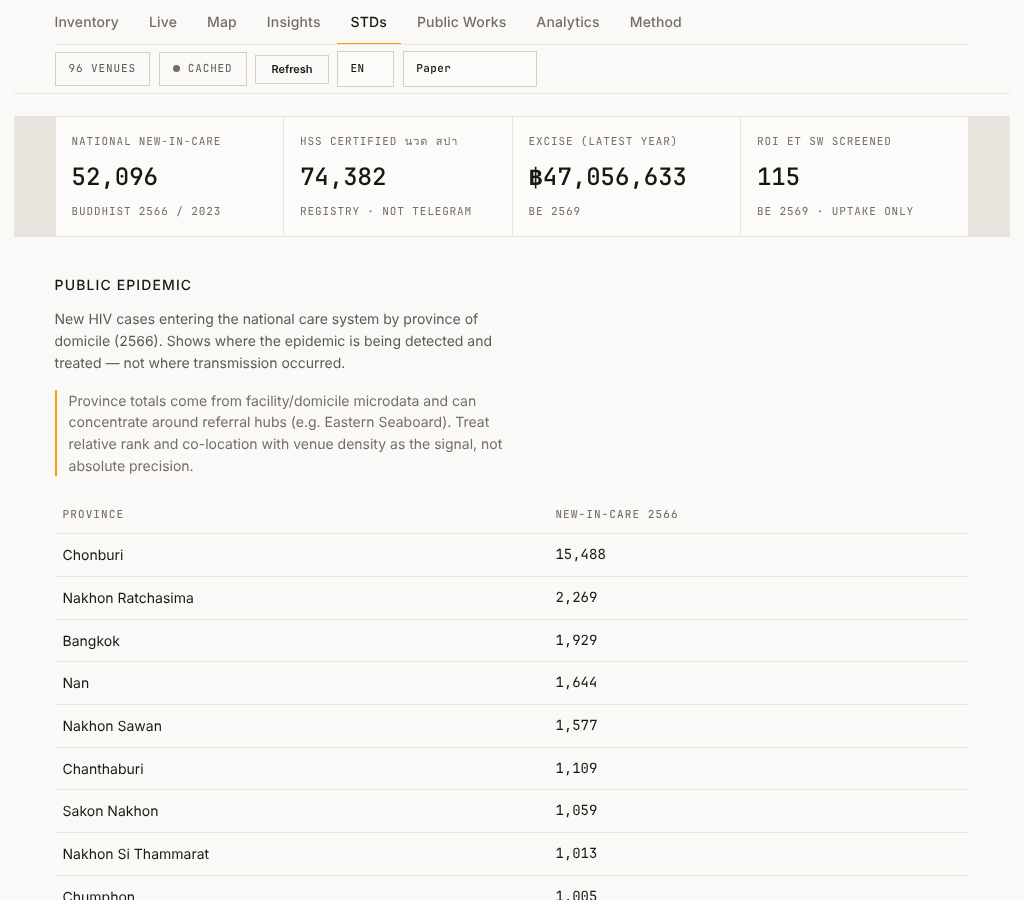 Inventory Live Map Insights STDs Public Works Analytics Method
96 VENUES CACHED Refresh EN Paper
NATIONAL NEW-IN-CARE
52,096
BUDDHIST 2566 / 2023
HSS CERTIFIED นวด สปา
74,382
REGISTRY · NOT TELEGRAM
EXCISE (LATEST YEAR)
฿47,056,633
BE 2569
ROI ET SW SCREENED
115
BE 2569 · UPTAKE ONLY
PUBLIC EPIDEMIC
New HIV cases entering the national care system by province of
domicile (2566). Shows where the epidemic is being detected and
treated — not where transmission occurred.
Province totals come from facility/domicile microdata and can
concentrate around referral hubs (e.g. Eastern Seaboard). Treat
relative rank and co-location with venue density as the signal, not
absolute precision.
PROVINCE NEW-IN-CARE 2566
Chonburi 15,488
Nakhon Ratchasima 2,269
Bangkok 1,929
Nan 1,644
Nakhon Sawan 1,577
Chanthaburi 1,109
Sakon Nakhon 1,059
Nakhon Si Thammarat 1,013
Chumphon 1,005